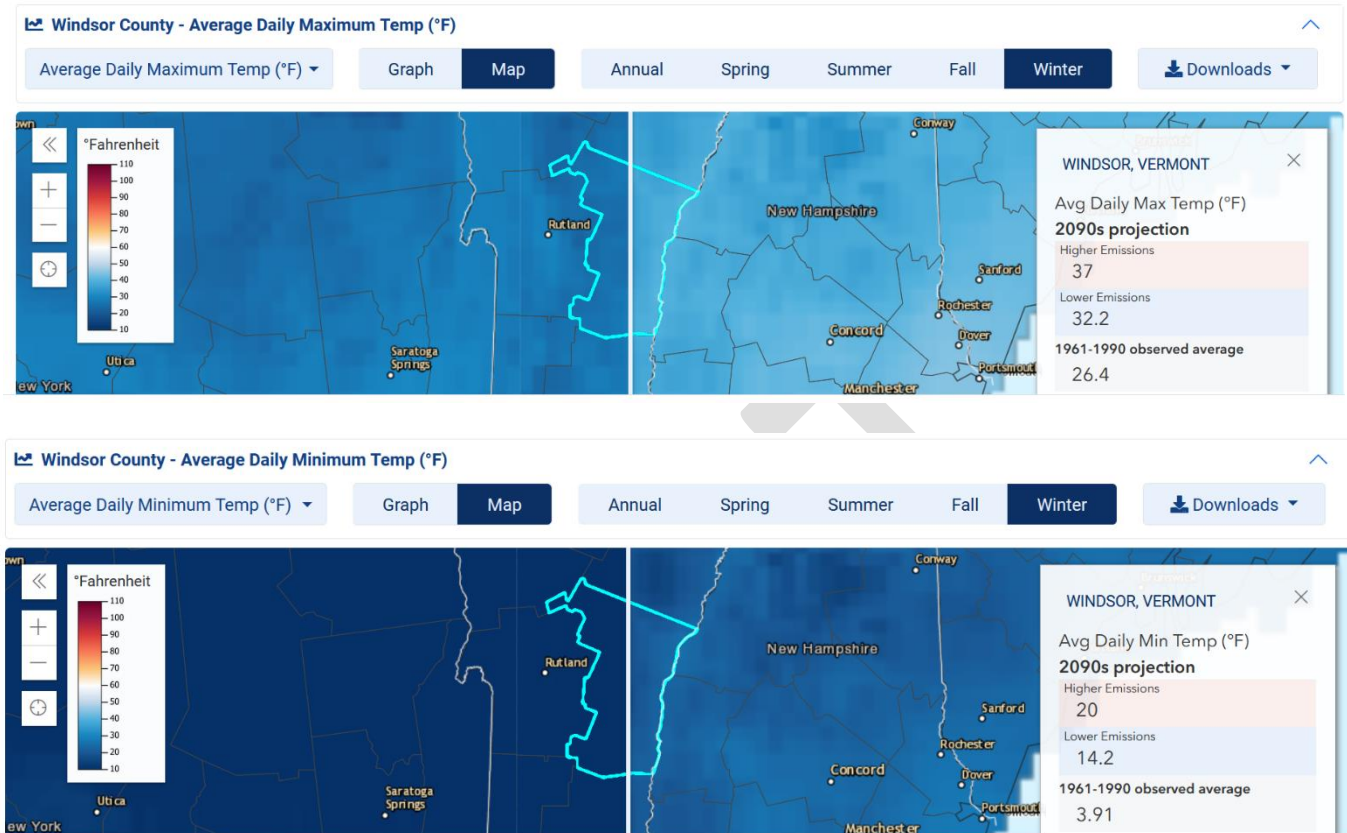 Windsor County - Average Daily Maximum Temp (°F)
Average Daily Maximum Temp (°F) Graph Map Annual Spring Summer Fall Winter Downloads
own
°Fahrenheit
110
100
90
80
70
60
50
40
30
20
10
Conway
New Hampshire
Rutland
Sanford
Rochester
Concord
Dover
Utica
Saratoga
Springs
Portsmout
ew York
Manchester
WINDSOR, VERMONT
Avg Daily Max Temp (°F)
2090s projection
Higher Emissions
37
Lower Emissions
32.2
1961-1990 observed average
26.4
Windsor County - Average Daily Minimum Temp (°F)
Average Daily Minimum Temp (°F) Graph Map Annual Spring Summer Fall Winter Downloads
own
°Fahrenheit
110
100
90
80
70
60
50
40
30
20
10
Conway
New Hampshire
Rutland
Sanford
Rochester
Concord
Dover
Utica
Saratoga
Springs
Portsmout
ew York
Manchester
WINDSOR, VERMONT
Avg Daily Min Temp (°F)
2090s projection
Higher Emissions
20
Lower Emissions
14.2
1961-1990 observed average
3.91